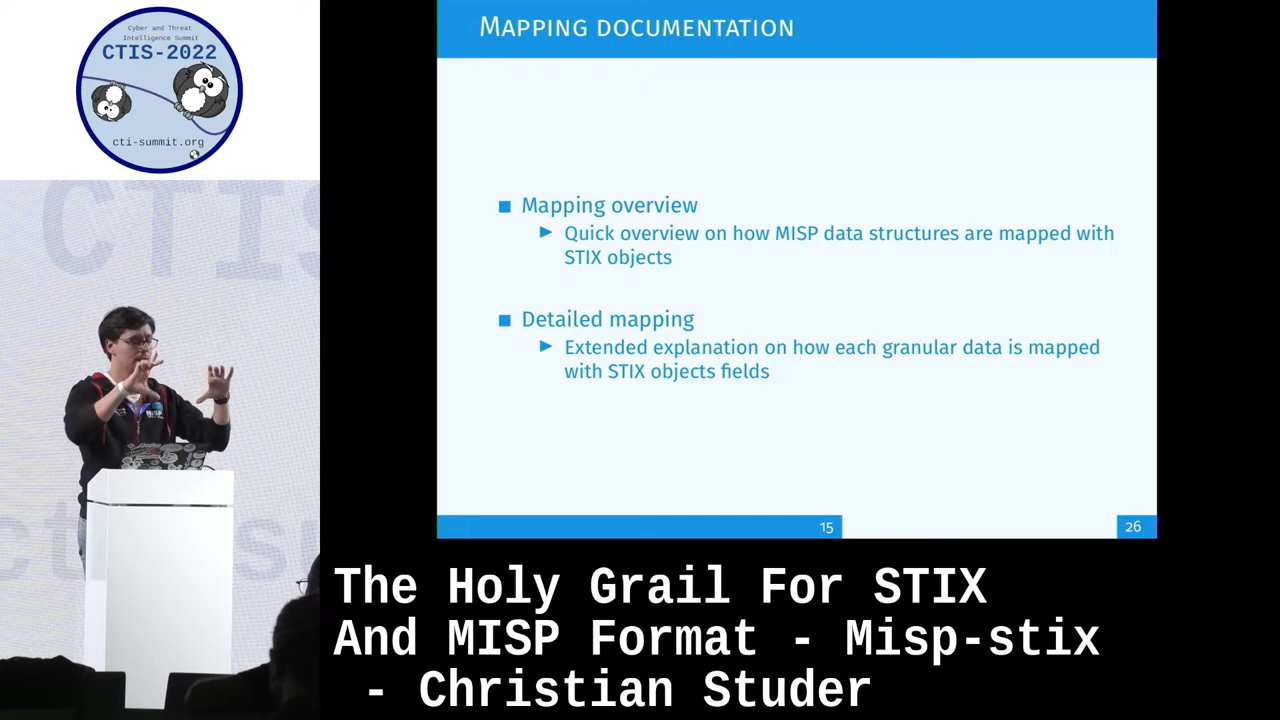 Cyber and Threat
Intelligence Summit
CTIS-2022
cti-summit.org
CTIS
MISP
MAPPING DOCUMENTATION
Mapping overview
Quick overview on how MISP data structures are mapped with
STIX objects
Detailed mapping
Extended explanation on how each granular data is mapped
with STIX objects fields
15
26
The Holy Grail For STIX
And MISP Format - Misp-stix
- Christian Studer